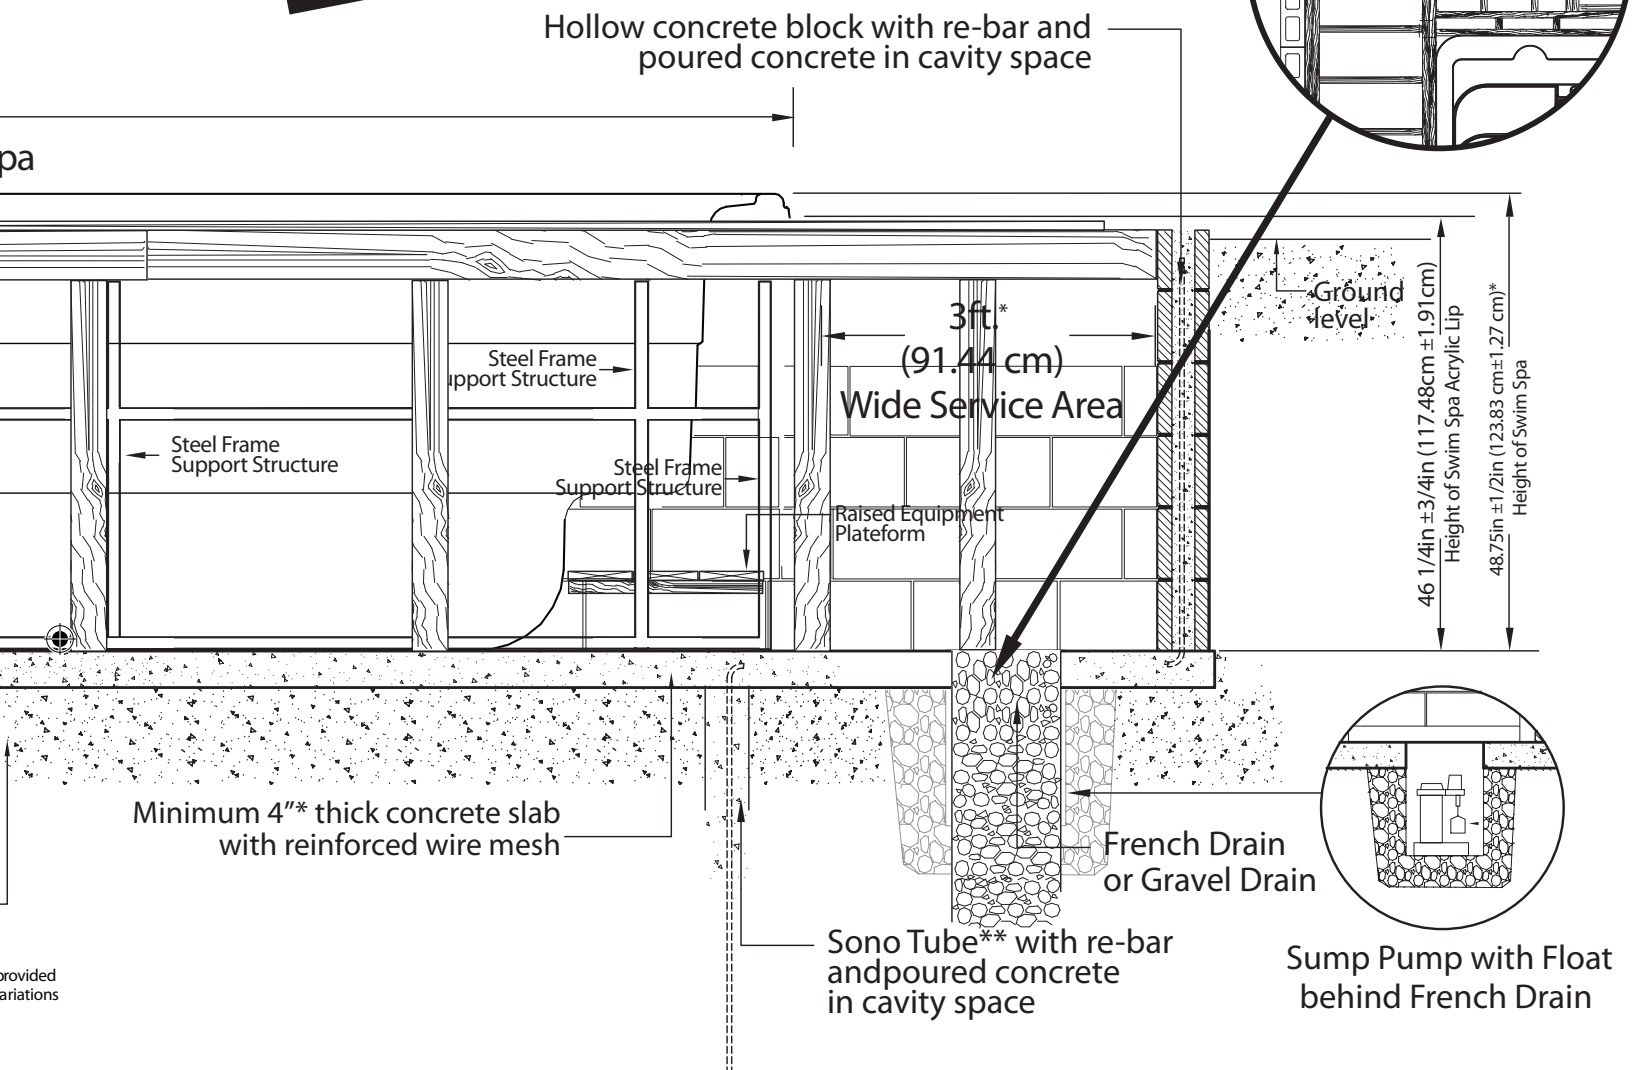 Hollow concrete block with re-bar and
poured concrete in cavity space
pa
3ft.*
(91.44 cm)
Wide Service Area
Ground
level
Steel Frame
upport Structure
Steel Frame
Support Structure
Steel Frame
Support Structure
Raised Equipment
Plateform
46 1/4in ±3/4in (117.48cm ±1.91cm)
Height of Swim Spa Acrylic Lip
48.75in ±1/2in (123.83 cm±1.27 cm)*
Height of Swim Spa
Minimum 4”* thick concrete slab
with reinforced wire mesh
French Drain
or Gravel Drain
Sono Tube** with re-bar
andpoured concrete
in cavity space
Sump Pump with Float
behind French Drain
provided
ariations